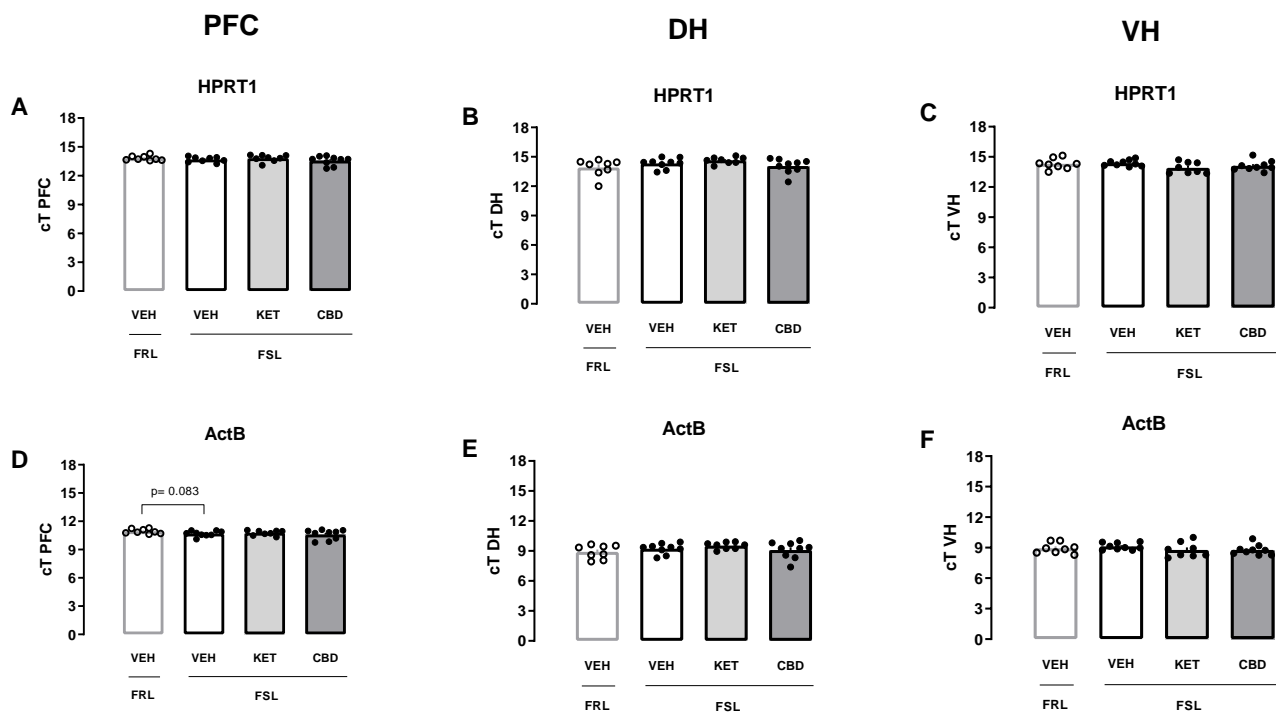 PFC
DH
VH
A
HPRT1
cT PFC
18
15
12
9
6
3
0
VEH
VEH
KET
CBD
FRL
FSL
B
HPRT1
cT DH
18
15
12
9
6
3
0
VEH
VEH
KET
CBD
FRL
FSL
C
HPRT1
cT VH
18
15
12
9
6
3
0
VEH
VEH
KET
CBD
FRL
FSL
D
ActB
cT PFC
18
15
12
9
6
3
0
p= 0.083
VEH
VEH
KET
CBD
FRL
FSL
E
ActB
cT DH
18
15
12
9
6
3
0
VEH
VEH
KET
CBD
FRL
FSL
F
ActB
cT VH
18
15
12
9
6
3
0
VEH
VEH
KET
CBD
FRL
FSL